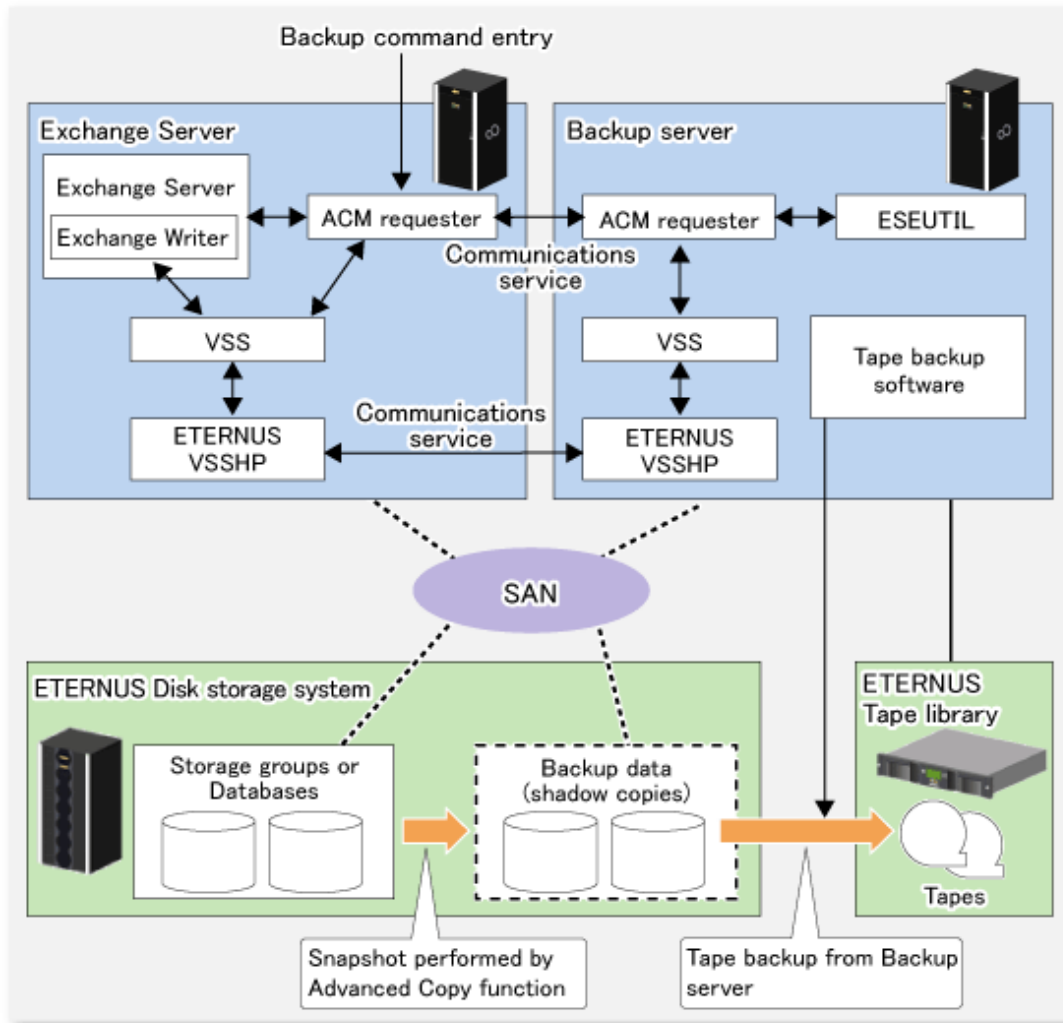 Backup command entry
Exchange Server
Backup server
Exchange Server
Exchange Writer
ACM requester
ACM requester
ESEUTIL
Communications
service
VSS
VSS
Tape backup
software
Communications
service
ETERNUS
VSSHP
ETERNUS
VSSHP
SAN
ETERNUS Disk storage system
ETERNUS
Tape library
Storage groups or
Databases
Backup data
(shadow copies)
Tapes
Snapshot performed by
Advanced Copy function
Tape backup from Backup
server